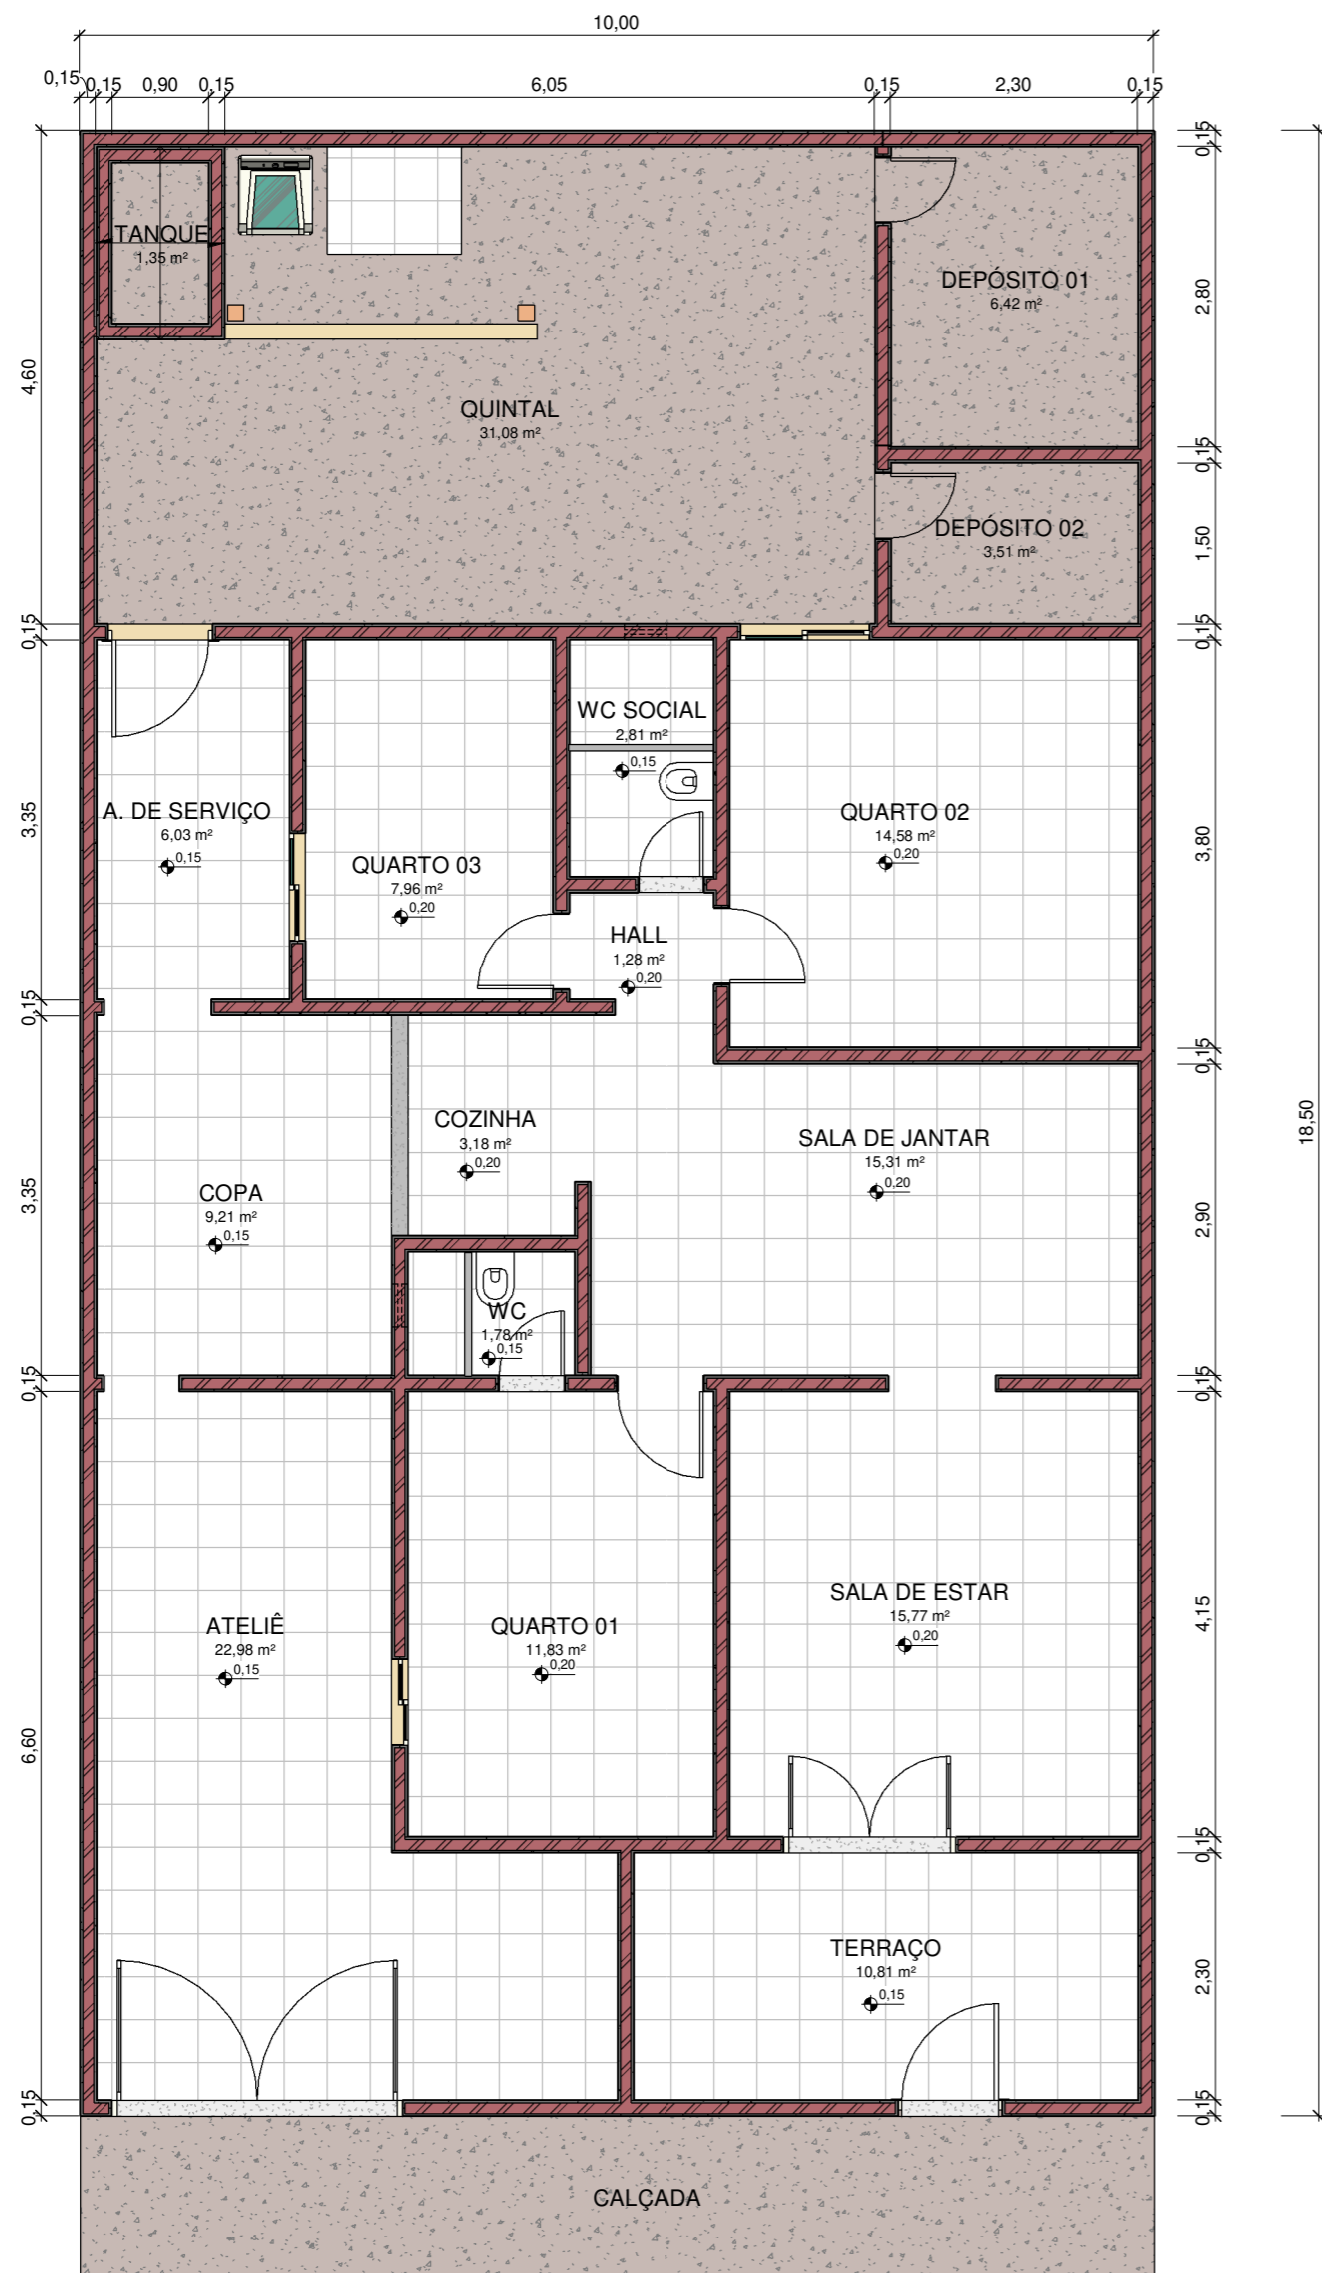 10,00
0,15 0,15 0,90 0,15 6,05 0,15 2,30 0,15
0,15
TANQUE
1,35 m²
DEPÓSITO 01
6,42 m²
2,80
4,60
QUINTAL
31,08 m²
0,15
DEPÓSITO 02
3,51 m²
1,50
0,15
0,15
WC SOCIAL
2,81 m²
0,15
A. DE SERVIÇO
6,03 m²
0,15
3,35
QUARTO 03
7,96 m²
0,20
QUARTO 02
14,58 m²
0,20
3,80
HALL
1,28 m²
0,20
0,15
0,15
COZINHA
3,18 m²
0,20
SALA DE JANTAR
15,31 m²
0,20
18,50
COPA
9,21 m²
0,15
3,35
2,90
WC
1,78 m²
0,15
0,15
0,15
ATELIÊ
22,98 m²
0,15
QUARTO 01
11,83 m²
0,20
SALA DE ESTAR
15,77 m²
0,20
4,15
6,60
0,15
TERRAÇO
10,81 m²
0,15
2,30
0,15
0,15
CALÇADA